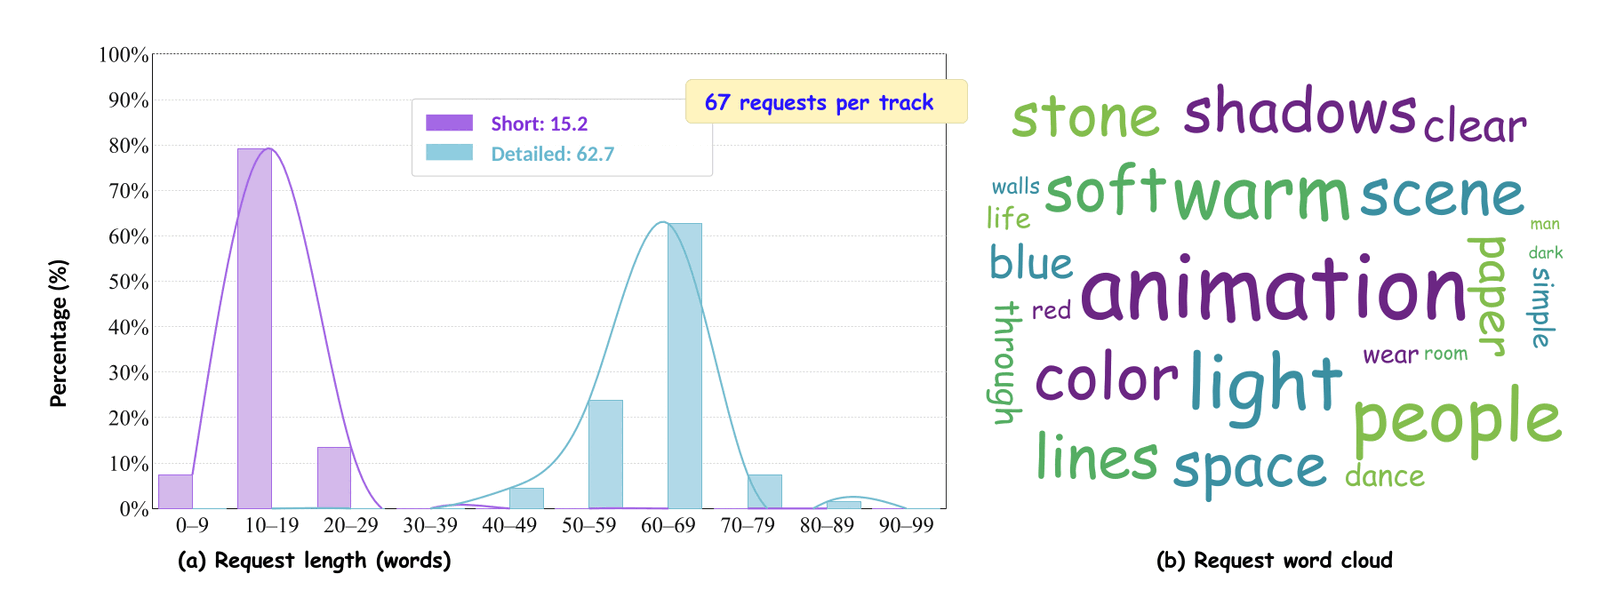 100%
90%
80%
70%
60%
50%
40%
30%
20%
10%
0%
Percentage (%)
67 requests per track
Short: 15.2
Detailed: 62.7
0–9 10–19 20–29 30–39 40–49 50–59 60–69 70–79 80–89 90–99
(a) Request length (words)
stone shadows clear
walls soft warm scene
life man
blue animation paper dark
simple
through red
color light wear room
people
lines space dance
(b) Request word cloud